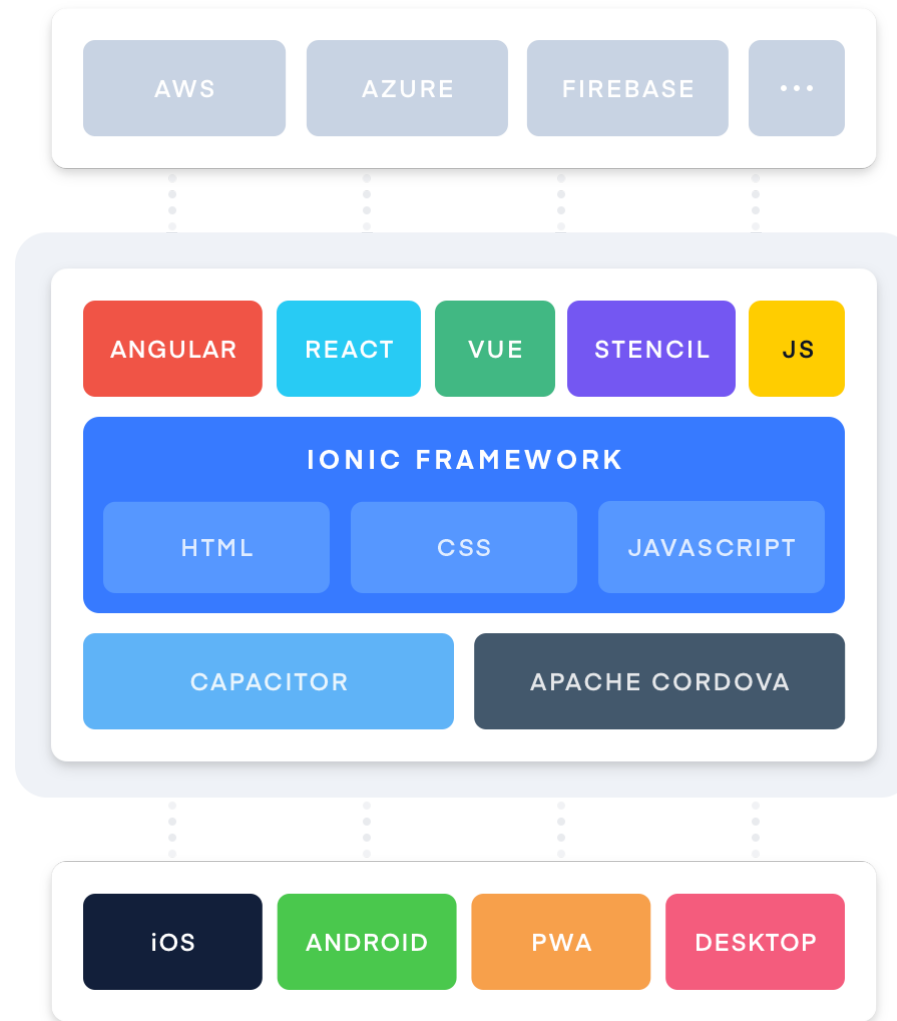 AWS AZURE FIREBASE ...
ANGULAR REACT VUE STENCIL JS
IONIC FRAMEWORK
HTML CSS JAVASCRIPT
CAPACITOR APACHE CORDOVA
iOS ANDROID PWA DESKTOP